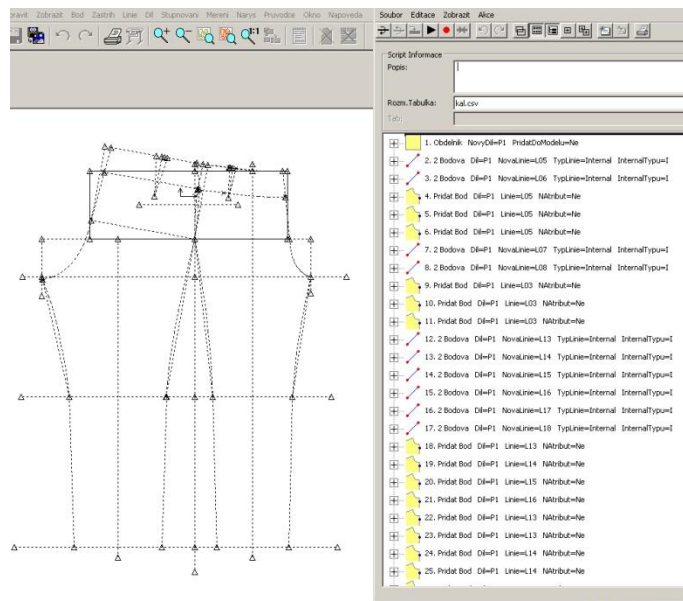 ravit Zobrazit Bod Zastrih Linie Dil Stupnovani Mereni Narys Pruvodce Okno Napoveda
1:1
Soubor Editace Zobrazit Akce
Script Informace
Popis:
Rozm.Tabulka: kal.csv
Tab:
1. Obdelnik NovyDil=P1 PridatDoModelu=Ne
2. 2 Bodova Dil=P1 NovaLinie=L05 TypLinie=Internal InternalTypu=I
3. 2 Bodova Dil=P1 NovaLinie=L06 TypLinie=Internal InternalTypu=I
4. Pridat Bod Dil=P1 Linie=L05 NAtribut=Ne
5. Pridat Bod Dil=P1 Linie=L05 NAtribut=Ne
6. Pridat Bod Dil=P1 Linie=L05 NAtribut=Ne
7. 2 Bodova Dil=P1 NovaLinie=L07 TypLinie=Internal InternalTypu=I
8. 2 Bodova Dil=P1 NovaLinie=L08 TypLinie=Internal InternalTypu=I
9. Pridat Bod Dil=P1 Linie=L03 NAtribut=Ne
10. Pridat Bod Dil=P1 Linie=L03 NAtribut=Ne
11. Pridat Bod Dil=P1 Linie=L03 NAtribut=Ne
12. 2 Bodova Dil=P1 NovaLinie=L13 TypLinie=Internal InternalTypu=I
13. 2 Bodova Dil=P1 NovaLinie=L14 TypLinie=Internal InternalTypu=I
14. 2 Bodova Dil=P1 NovaLinie=L15 TypLinie=Internal InternalTypu=I
15. 2 Bodova Dil=P1 NovaLinie=L16 TypLinie=Internal InternalTypu=I
16. 2 Bodova Dil=P1 NovaLinie=L17 TypLinie=Internal InternalTypu=I
17. 2 Bodova Dil=P1 NovaLinie=L18 TypLinie=Internal InternalTypu=I
18. Pridat Bod Dil=P1 Linie=L13 NAtribut=Ne
19. Pridat Bod Dil=P1 Linie=L14 NAtribut=Ne
20. Pridat Bod Dil=P1 Linie=L15 NAtribut=Ne
21. Pridat Bod Dil=P1 Linie=L16 NAtribut=Ne
22. Pridat Bod Dil=P1 Linie=L13 NAtribut=Ne
23. Pridat Bod Dil=P1 Linie=L13 NAtribut=Ne
24. Pridat Bod Dil=P1 Linie=L14 NAtribut=Ne
25. Pridat Bod Dil=P1 Linie=L14 NAtribut=Ne